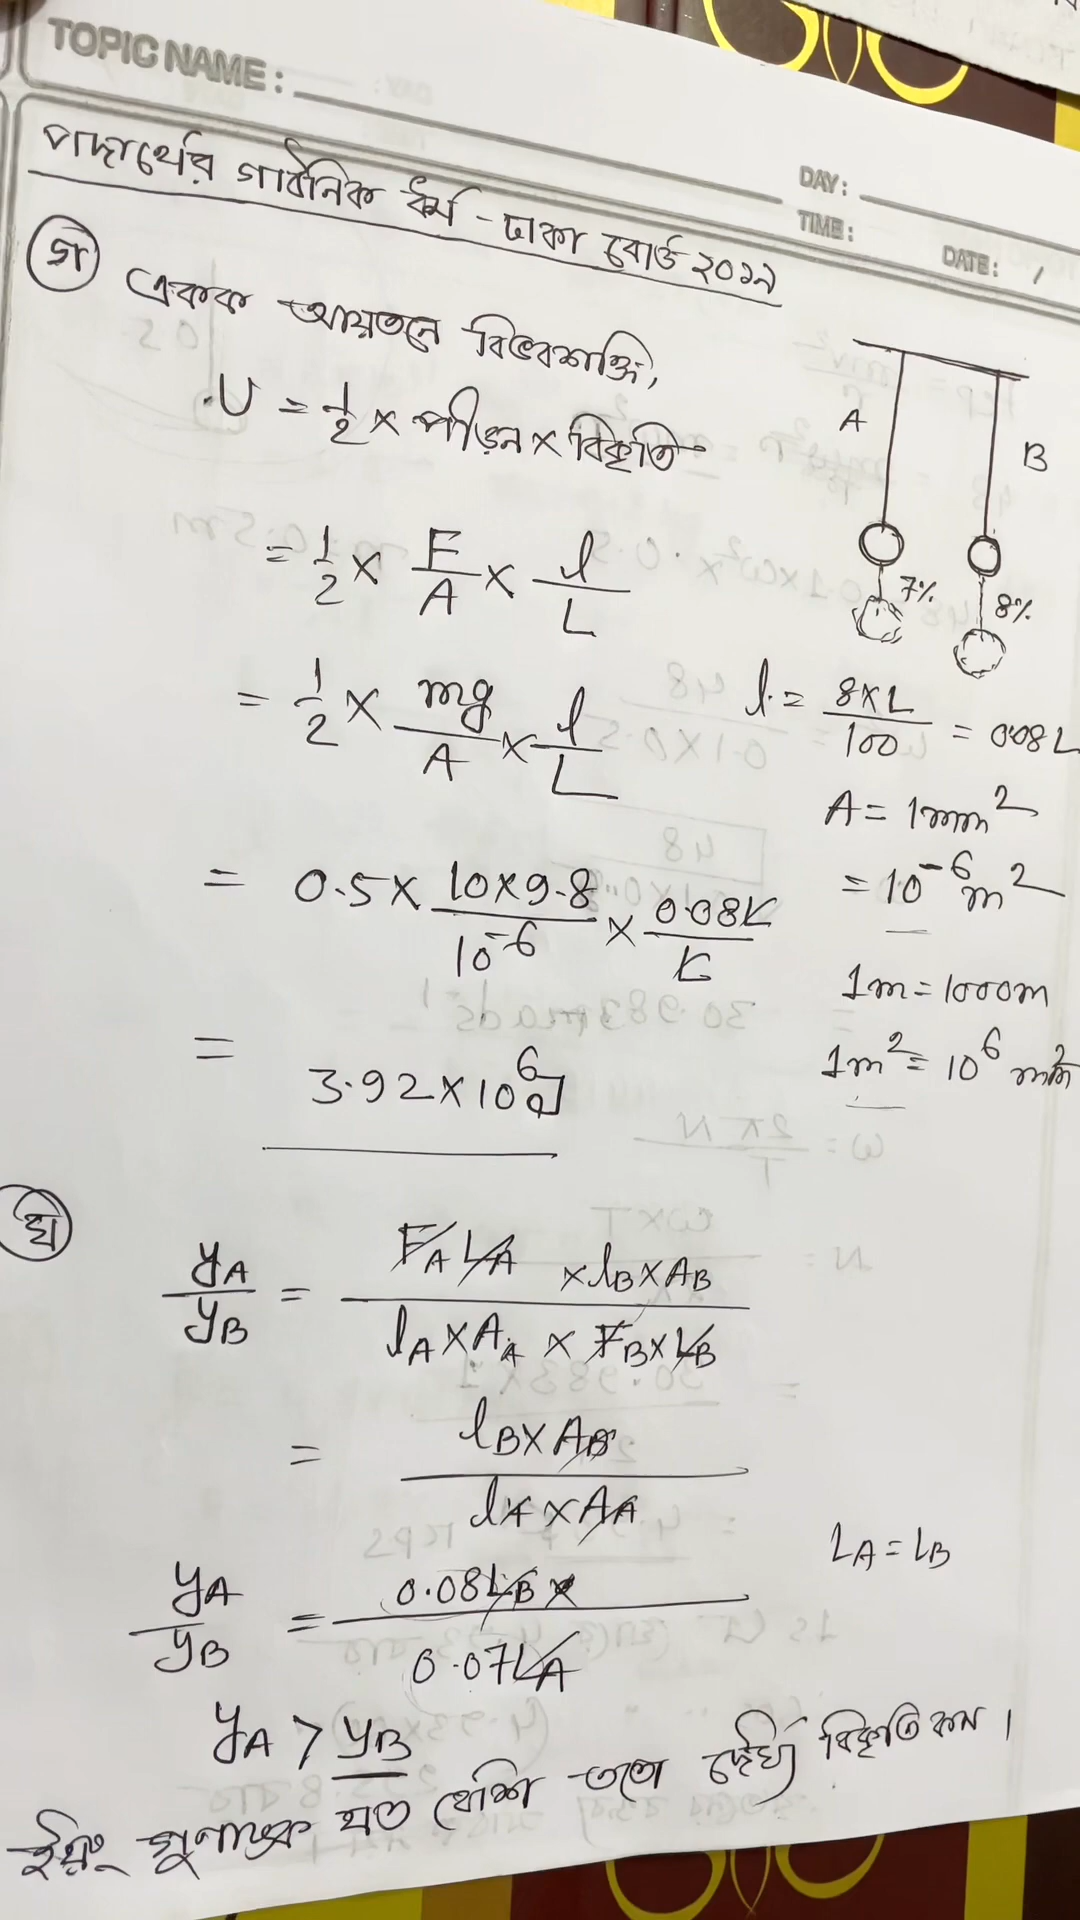 TOPIC NAME :
DAY :
TIME :
DATE : /
পদার্থের গাঠনিক ধর্ম - ঢাকা বোর্ড ২০১৯
গ
একক আয়তনে বিভবশক্তি,
U = 1/2 × পীড়ন × বিকৃতি
= 1/2 × F/A × l/L
= 1/2 × mg/A × l/L
= 0.5 × 10×9.8/10^-6 × 0.08L/L
= 3.92×10^6 J
A
B
7%
8%
l = 8×L/100 = 0.08L
A = 1mm^2
= 10^-6 m^2
1m = 1000m
1m^2 = 10^6 mm^2
ঘ
YA/YB = FA LA × lB × AB / lA × AA × FB × LB
= lB × AB / lA × AA
LA = LB
YA/YB = 0.08LB × / 0.07LA
YA > YB
ইয়ং গুণাঙ্ক যত বেশি ততো দৈর্ঘ্য বিকৃতি কম।